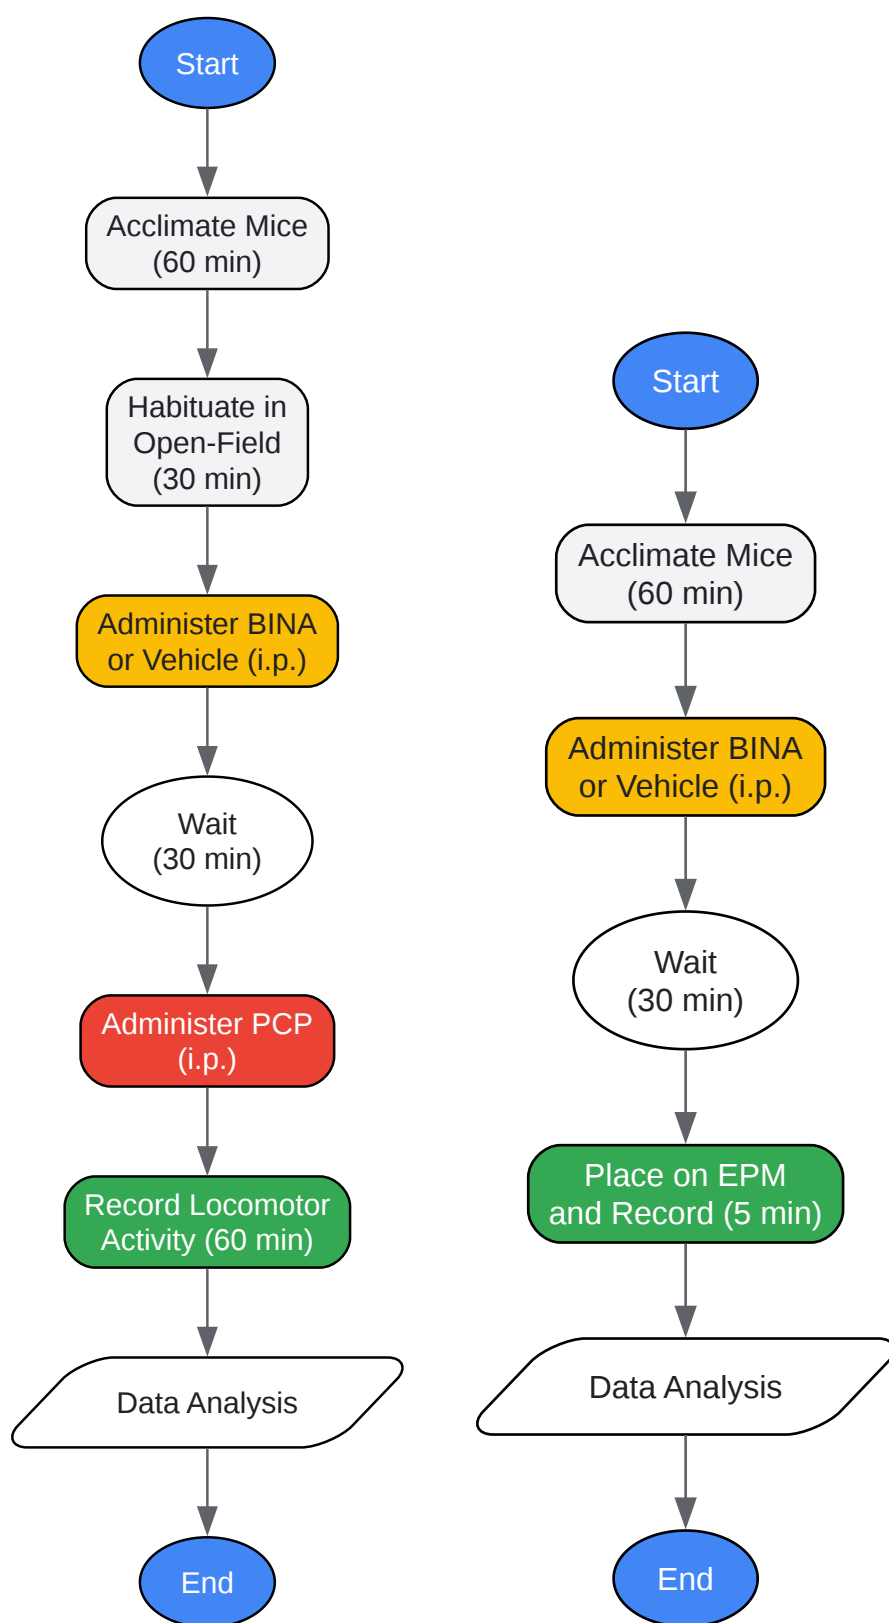 Start
Acclimate Mice
(60 min)
Habituate in
Open-Field
(30 min)
Administer BINA
or Vehicle (i.p.)
Wait
(30 min)
Administer PCP
(i.p.)
Record Locomotor
Activity (60 min)
Data Analysis
End
Start
Acclimate Mice
(60 min)
Administer BINA
or Vehicle (i.p.)
Wait
(30 min)
Place on EPM
and Record (5 min)
Data Analysis
End